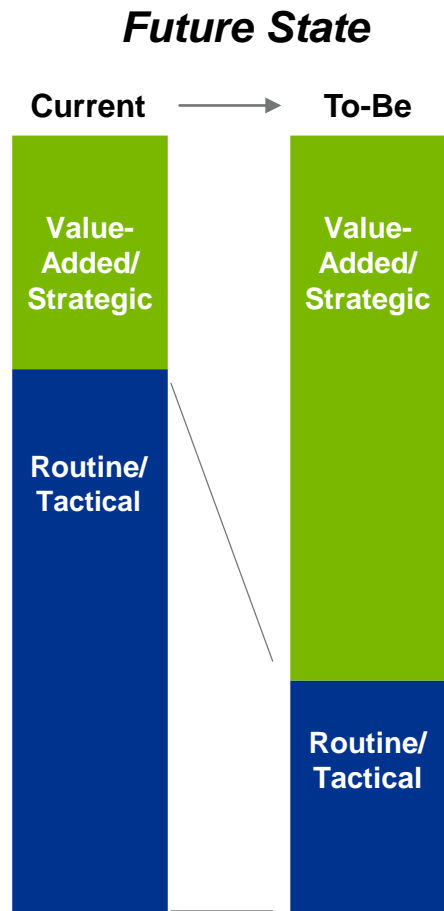 Future State
Current
To-Be
Value-
Added/
Strategic
Routine/
Tactical
Value-
Added/
Strategic
Routine/
Tactical